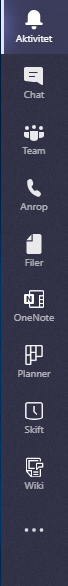 Aktivitet
Chat
Team
Anrop
Filer
OneNote
Planner
Skift
Wiki